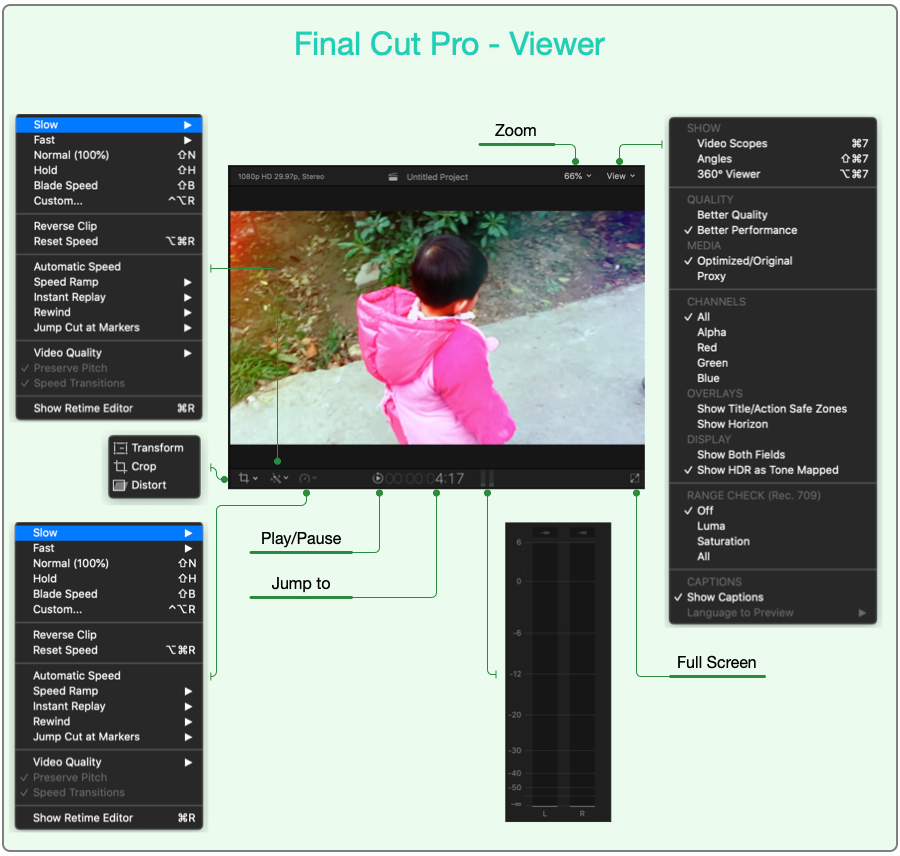 Final Cut Pro - Viewer
Slow
Fast
Normal (100%) ⇧N
Hold ⇧H
Blade Speed ⇧B
Custom... ^⌥R
Reverse Clip
Reset Speed ⌥⌘R
Automatic Speed
Speed Ramp
Instant Replay
Rewind
Jump Cut at Markers
Video Quality
✓ Preserve Pitch
✓ Speed Transitions
Show Retime Editor ⌘R
Transform
Crop
Distort
Slow
Fast
Normal (100%) ⇧N
Hold ⇧H
Blade Speed ⇧B
Custom... ^⌥R
Reverse Clip
Reset Speed ⌥⌘R
Automatic Speed
Speed Ramp
Instant Replay
Rewind
Jump Cut at Markers
Video Quality
✓ Preserve Pitch
✓ Speed Transitions
Show Retime Editor ⌘R
Zoom
1080p HD 29.97p, Stereo Untitled Project 66% View
00:00:04:17
Play/Pause
Jump to
-∞ -∞
6
0
-6
-12
-20
-30
-40
-50
-∞
L R
Full Screen
SHOW
Video Scopes ⌘7
Angles ⇧⌘7
360° Viewer ⌥⌘7
QUALITY
Better Quality
✓ Better Performance
MEDIA
✓ Optimized/Original
Proxy
CHANNELS
✓ All
Alpha
Red
Green
Blue
OVERLAYS
Show Title/Action Safe Zones
Show Horizon
DISPLAY
Show Both Fields
✓ Show HDR as Tone Mapped
RANGE CHECK (Rec. 709)
✓ Off
Luma
Saturation
All
CAPTIONS
✓ Show Captions
Language to Preview